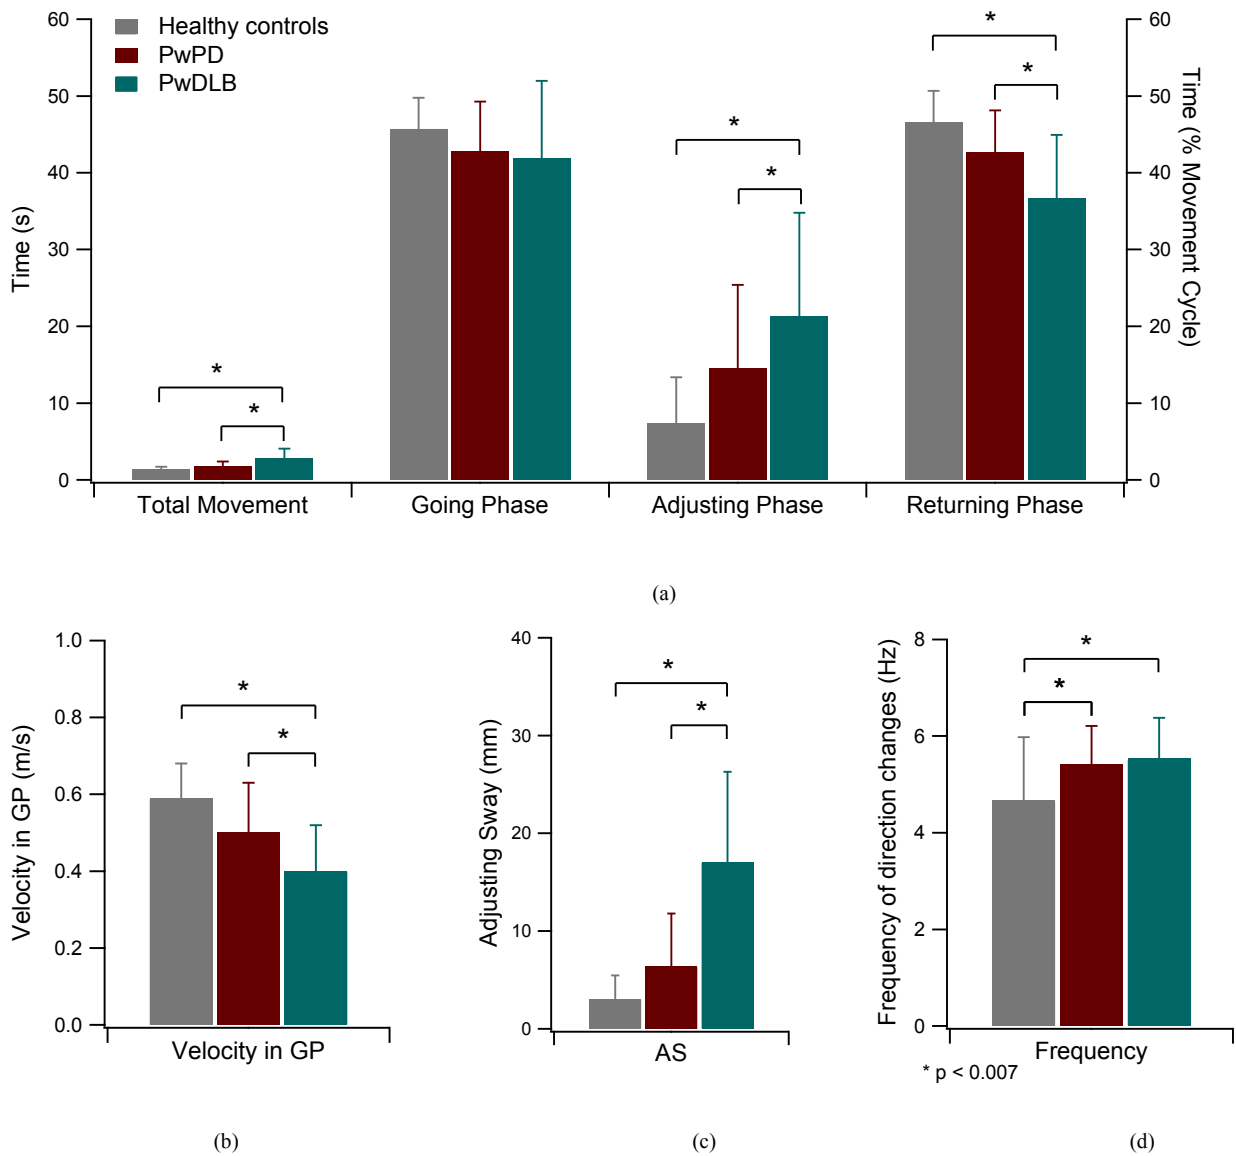 Healthy controls
PwPD
PwDLB
60
50
40
30
20
10
0
Time (s)
* * * * * *
60
50
40
30
20
10
0
Time (% Movement Cycle)
Total Movement Going Phase Adjusting Phase Returning Phase
(a)
1.0
0.8
0.6
0.4
0.2
0.0
Velocity in GP (m/s)
* *
Velocity in GP
(b)
40
30
20
10
0
Adjusting Sway (mm)
* *
AS
(c)
8
6
4
2
0
Frequency of direction changes (Hz)
* *
Frequency
* p < 0.007
(d)